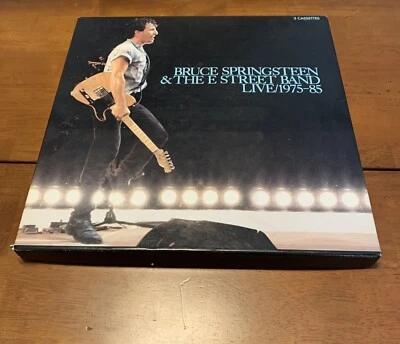 3 CASSETTES
BRUCE SPRINGSTEEN
& THE E STREET BAND
LIVE/1975-85